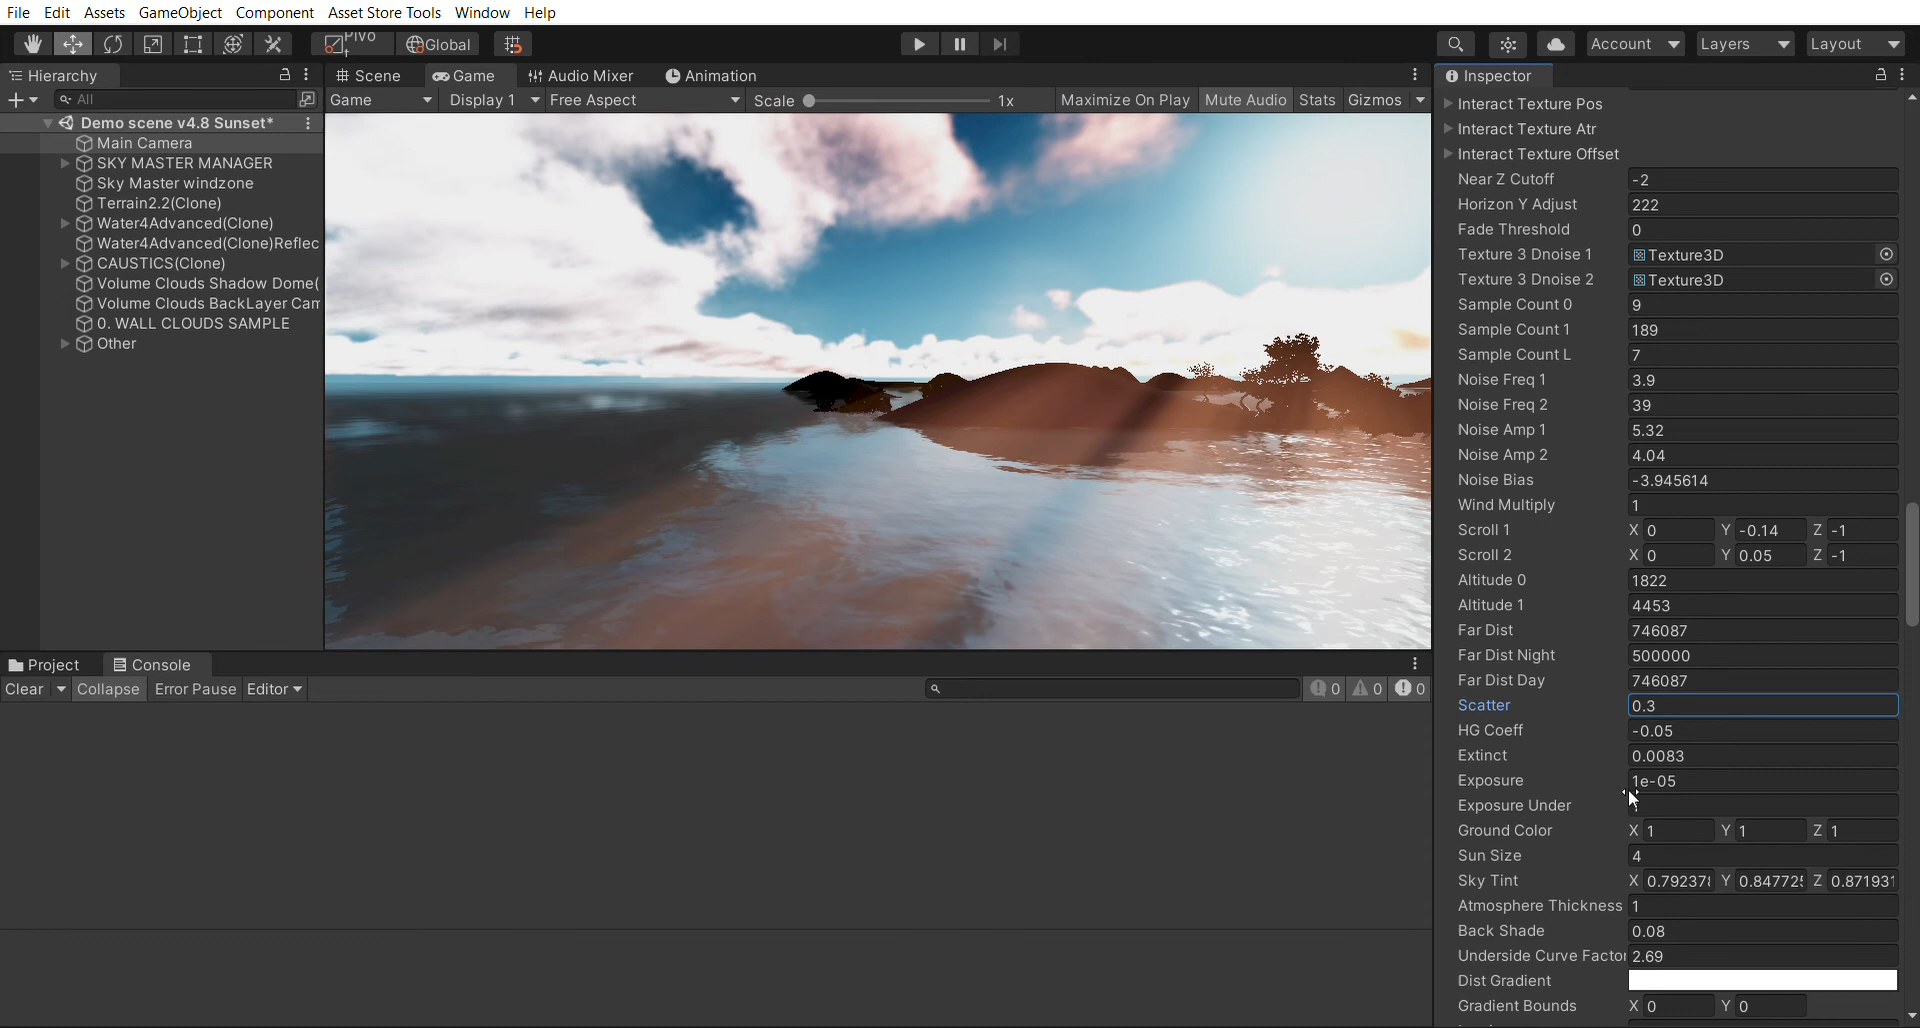 File Edit Assets GameObject Component Asset Store Tools Window Help
Pivo
t
Global
Account Layers Layout
Hierarchy
Scene Game Audio Mixer Animation
Inspector
All
Game Display 1 Free Aspect Scale 1x Maximize On Play Mute Audio Stats Gizmos
Demo scene v4.8 Sunset*
Main Camera
SKY MASTER MANAGER
Sky Master windzone
Terrain2.2(Clone)
Water4Advanced(Clone)
Water4Advanced(Clone)Reflec
CAUSTICS(Clone)
Volume Clouds Shadow Dome(
Volume Clouds BackLayer Cam
0. WALL CLOUDS SAMPLE
Other
Project Console
Clear Collapse Error Pause Editor 0 0 0
Interact Texture Pos
Interact Texture Atr
Interact Texture Offset
Near Z Cutoff -2
Horizon Y Adjust 222
Fade Threshold 0
Texture 3 Dnoise 1 Texture3D
Texture 3 Dnoise 2 Texture3D
Sample Count 0 9
Sample Count 1 189
Sample Count L 7
Noise Freq 1 3.9
Noise Freq 2 39
Noise Amp 1 5.32
Noise Amp 2 4.04
Noise Bias -3.945614
Wind Multiply 1
Scroll 1 X 0 Y -0.14 Z -1
Scroll 2 X 0 Y 0.05 Z -1
Altitude 0 1822
Altitude 1 4453
Far Dist 746087
Far Dist Night 500000
Far Dist Day 746087
Scatter 0.3
HG Coeff -0.05
Extinct 0.0083
Exposure 1e-05
Exposure Under
Ground Color X 1 Y 1 Z 1
Sun Size 4
Sky Tint X 0.79237 Y 0.84772 Z 0.871931
Atmosphere Thickness 1
Back Shade 0.08
Underside Curve Factor 2.69
Dist Gradient
Gradient Bounds X 0 Y 0